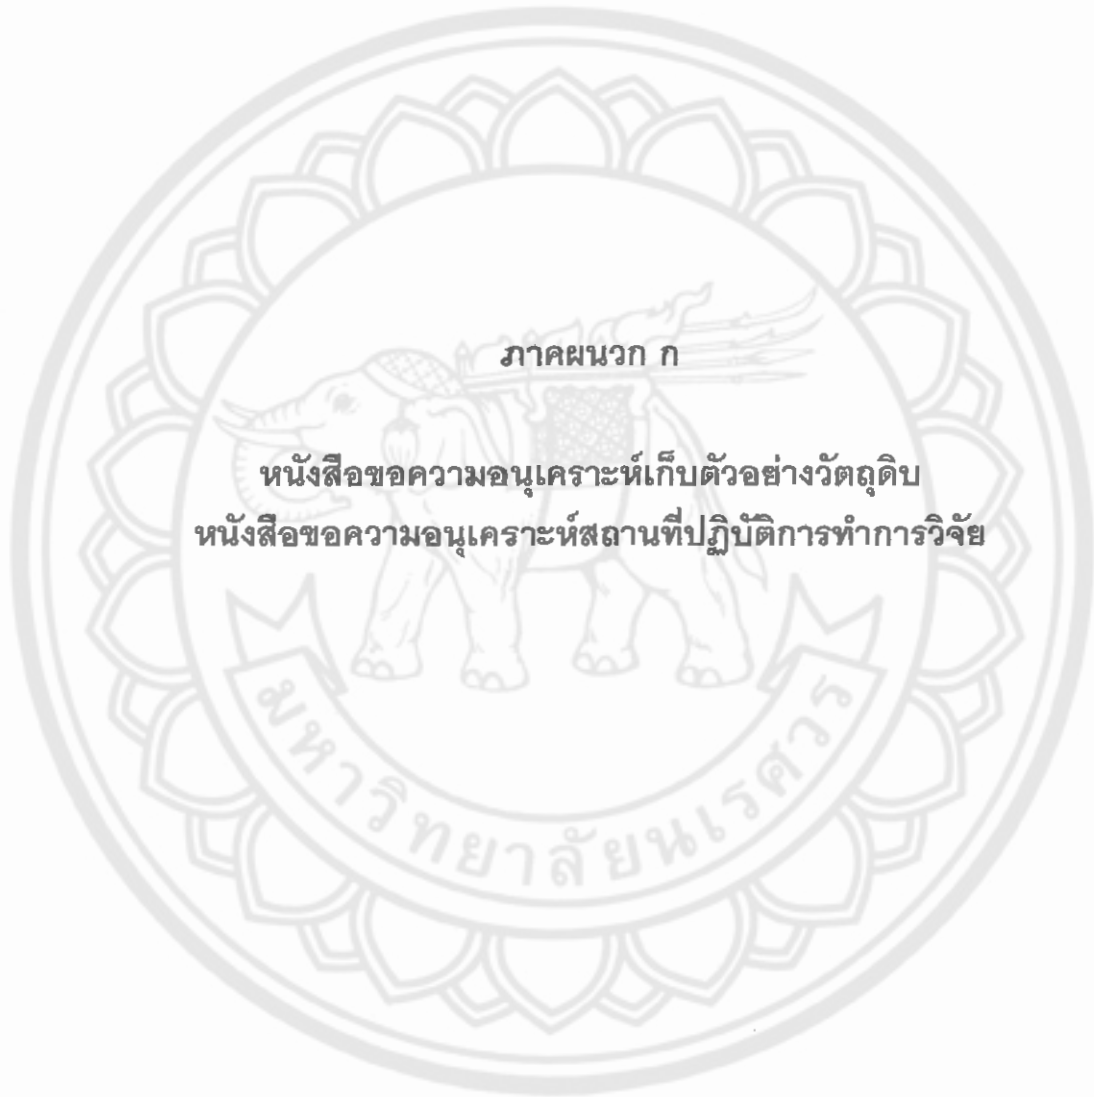 ภาคผนวก ก
หนังสือขอความอนุเคราะห์เก็บตัวอย่างวัตถุดิบ
หนังสือขอความอนุเคราะห์สถานที่ปฏิบัติการทำการวิจัย
มหาวิทยาลัยนเรศวร